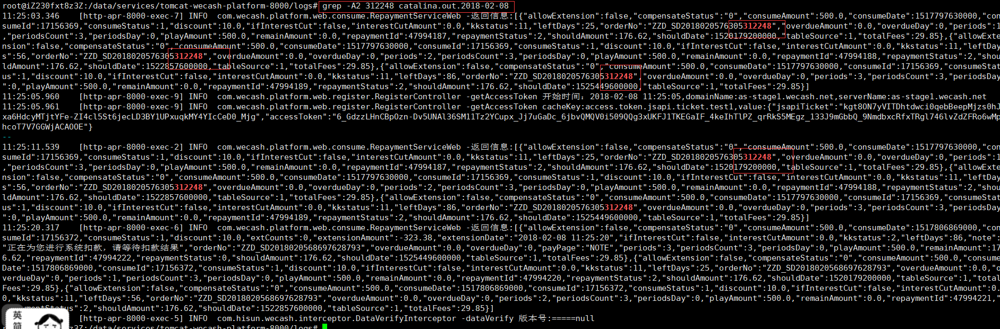 root@iZ230fxt8z3Z:/data/services/tomcat-wecash-platform-8000/logs# grep -A2 312248 catalina.out.2018-02-08
11:25:03.346    [http-apr-8000-exec-7] INFO  com.wecash.platform.web.consume.RepaymentServiceWeb -返回信息:[{"allowExtension":false,"compensateStatus":"0","consumeAmount":500.0,"consumeDate":1517797630000,"con
sumeId":17156369,"consumeStatus":1,"discount":10.0,"ifInterestCut":false,"interestCutAmount":0.0,"kkstatus":11,"leftDays":25,"orderNo":"ZZD_SD2018020576305312248","overdueAmount":0.0,"overdueDay":0,"periods":1
,"periodsCount":3,"periodsDay":0,"playAmount":500.0,"remainAmount":0.0,"repaymentId":47994187,"repaymentStatus":2,"shouldAmount":176.62,"shouldDate":1520179200000,"tableSource":1,"totalFees":29.85},{"allowExte
nsion":false,"compensateStatus":"0","consumeAmount":500.0,"consumeDate":1517797630000,"consumeId":17156369,"consumeStatus":1,"discount":10.0,"ifInterestCut":false,"interestCutAmount":0.0,"kkstatus":11,"leftDay
s":56,"orderNo":"ZZD_SD2018020576305312248","overdueAmount":0.0,"overdueDay":0,"periods":2,"periodsCount":3,"periodsDay":0,"playAmount":500.0,"remainAmount":0.0,"repaymentId":47994188,"repaymentStatus":2,"shou
ldAmount":176.62,"shouldDate":1522857600000,"tableSource":1,"totalFees":29.85},{"allowExtension":false,"compensateStatus":"0","consumeAmount":500.0,"consumeDate":1517797630000,"consumeId":17156369,"consumeStat
us":1,"discount":10.0,"ifInterestCut":false,"interestCutAmount":0.0,"kkstatus":11,"leftDays":86,"orderNo":"ZZD_SD2018020576305312248","overdueAmount":0.0,"overdueDay":0,"periods":3,"periodsCount":3,"periodsDay
":0,"playAmount":500.0,"remainAmount":0.0,"repaymentId":47994189,"repaymentStatus":2,"shouldAmount":176.62,"shouldDate":1525449600000,"tableSource":1,"totalFees":29.85}]
11:25:05.960    [http-apr-8000-exec-9] INFO  com.wecash.platform.web.register.RegisterController -getAccessToken 开始时间：2018-02-08 11:25:05,domainName:as-stage1.wecash.net,serverName:as-stage1.wecash.net
11:25:05.961    [http-apr-8000-exec-9] INFO  com.wecash.platform.web.register.RegisterController -getAccessToken cacheKey:access.token.jsapi.ticket.test1,value:{"jsapiTicket":"kgt8ON7yVITDhtdwci0qebBeepMjzs0hJ
xa6HdcyMTjtYFe-ZI4cl5St6jecLD3BY1UPxuqkMY4YIcCeD0_Mjg","accessToken":"6_GdzzLHnCBpOzn-Dv5UNAl36SM11Tz2YCupx_Jj7uGaDc_6jbvQMQV0i509QQg3xUKFJ1TKEGaIF_4keIhTlPZ_qrRkS5MEgz_133J9mGbbQ_9NmdbxcRfxTRgl746lvZdZFRo6wMp
hcoT7V7GGWjACAOOE"}
--
11:25:11.539    [http-apr-8000-exec-2] INFO  com.wecash.platform.web.consume.RepaymentServiceWeb -返回信息:[{"allowExtension":false,"compensateStatus":"0","consumeAmount":500.0,"consumeDate":1517797630000,"con
sumeId":17156369,"consumeStatus":1,"discount":10.0,"ifInterestCut":false,"interestCutAmount":0.0,"kkstatus":11,"leftDays":25,"orderNo":"ZZD_SD2018020576305312248","overdueAmount":0.0,"overdueDay":0,"periods":1
,"periodsCount":3,"periodsDay":0,"playAmount":500.0,"remainAmount":0.0,"repaymentId":47994187,"repaymentStatus":2,"shouldAmount":176.62,"shouldDate":1520179200000,"tableSource":1,"totalFees":29.85},{"allowExte
nsion":false,"compensateStatus":"0","consumeAmount":500.0,"consumeDate":1517797630000,"consumeId":17156369,"consumeStatus":1,"discount":10.0,"ifInterestCut":false,"interestCutAmount":0.0,"kkstatus":11,"leftDay
s":56,"orderNo":"ZZD_SD2018020576305312248","overdueAmount":0.0,"overdueDay":0,"periods":2,"periodsCount":3,"periodsDay":0,"playAmount":500.0,"remainAmount":0.0,"repaymentId":47994188,"repaymentStatus":2,"shou
ldAmount":176.62,"shouldDate":1522857600000,"tableSource":1,"totalFees":29.85},{"allowExtension":false,"compensateStatus":"0","consumeAmount":500.0,"consumeDate":1517797630000,"consumeId":17156369,"consumeStat
us":1,"discount":10.0,"ifInterestCut":false,"interestCutAmount":0.0,"kkstatus":11,"leftDays":86,"orderNo":"ZZD_SD2018020576305312248","overdueAmount":0.0,"overdueDay":0,"periods":3,"periodsCount":3,"periodsDay
":0,"playAmount":500.0,"remainAmount":0.0,"repaymentId":47994189,"repaymentStatus":2,"shouldAmount":176.62,"shouldDate":1525449600000,"tableSource":1,"totalFees":29.85}]
11:25:20.317    [http-apr-8000-exec-6] INFO  com.wecash.platform.web.consume.RepaymentServiceWeb -返回信息:[{"allowExtension":false,"compensateStatus":"0","consumeAmount":500.0,"consumeDate":1517806869000,"con
sumeId":17156372,"consumeStatus":1,"discount":10.0,"extCounts":0,"extensionAmount":-323.38,"extensionDate":"2018-02-08 11:25:20","ifInterestCut":false,"interestCutAmount":0.0,"kkstatus":2,"leftDays":86,"note":
"正在为您进行系统扣款，请等待扣款结果","orderNo":"ZZD_SD2018020568697628793","overdueAmount":0.0,"overdueDay":0,"payPage":"NOTE","periods":3,"periodsCount":3,"periodsDay":0,"playAmount":500.0,"remainAmount":17
6.62,"repaymentId":47994222,"repaymentStatus":0,"shouldAmount":176.62,"shouldDate":1525449600000,"tableSource":1,"totalFees":29.85},{"allowExtension":false,"compensateStatus":"0","consumeAmount":500.0,"consume
Date":1517806869000,"consumeId":17156372,"consumeStatus":1,"discount":10.0,"ifInterestCut":false,"interestCutAmount":0.0,"kkstatus":11,"leftDays":25,"orderNo":"ZZD_SD2018020568697628793","overdueAmount":0.0,"o
verdueDay":0,"periods":1,"periodsCount":3,"periodsDay":0,"playAmount":500.0,"remainAmount":0.0,"repaymentId":47994220,"repaymentStatus":2,"shouldAmount":176.62,"shouldDate":1520179200000,"tableSource":1,"total
Fees":29.85},{"allowExtension":false,"compensateStatus":"0","consumeAmount":500.0,"consumeDate":1517806869000,"consumeId":17156372,"consumeStatus":1,"discount":10.0,"ifInterestCut":false,"interestCutAmount":0.
0,"kkstatus":11,"leftDays":56,"orderNo":"ZZD_SD2018020568697628793","overdueAmount":0.0,"overdueDay":0,"periods":2,"periodsCount":3,"periodsDay":0,"playAmount":500.0,"remainAmount":0.0,"repaymentId":47994221,"
ymentStatus":2,"shouldAmount":176.62,"shouldDate":1522857600000,"tableSource":1,"totalFees":29.85}]
英
简
[http-apr-8000-exec-5] INFO  com.hisun.wecash.interceptor.DataVerifyInterceptor -dataVerify 版本号:=====null
8z3Z:/data/services/tomcat-wecash-platform-8000/logs#